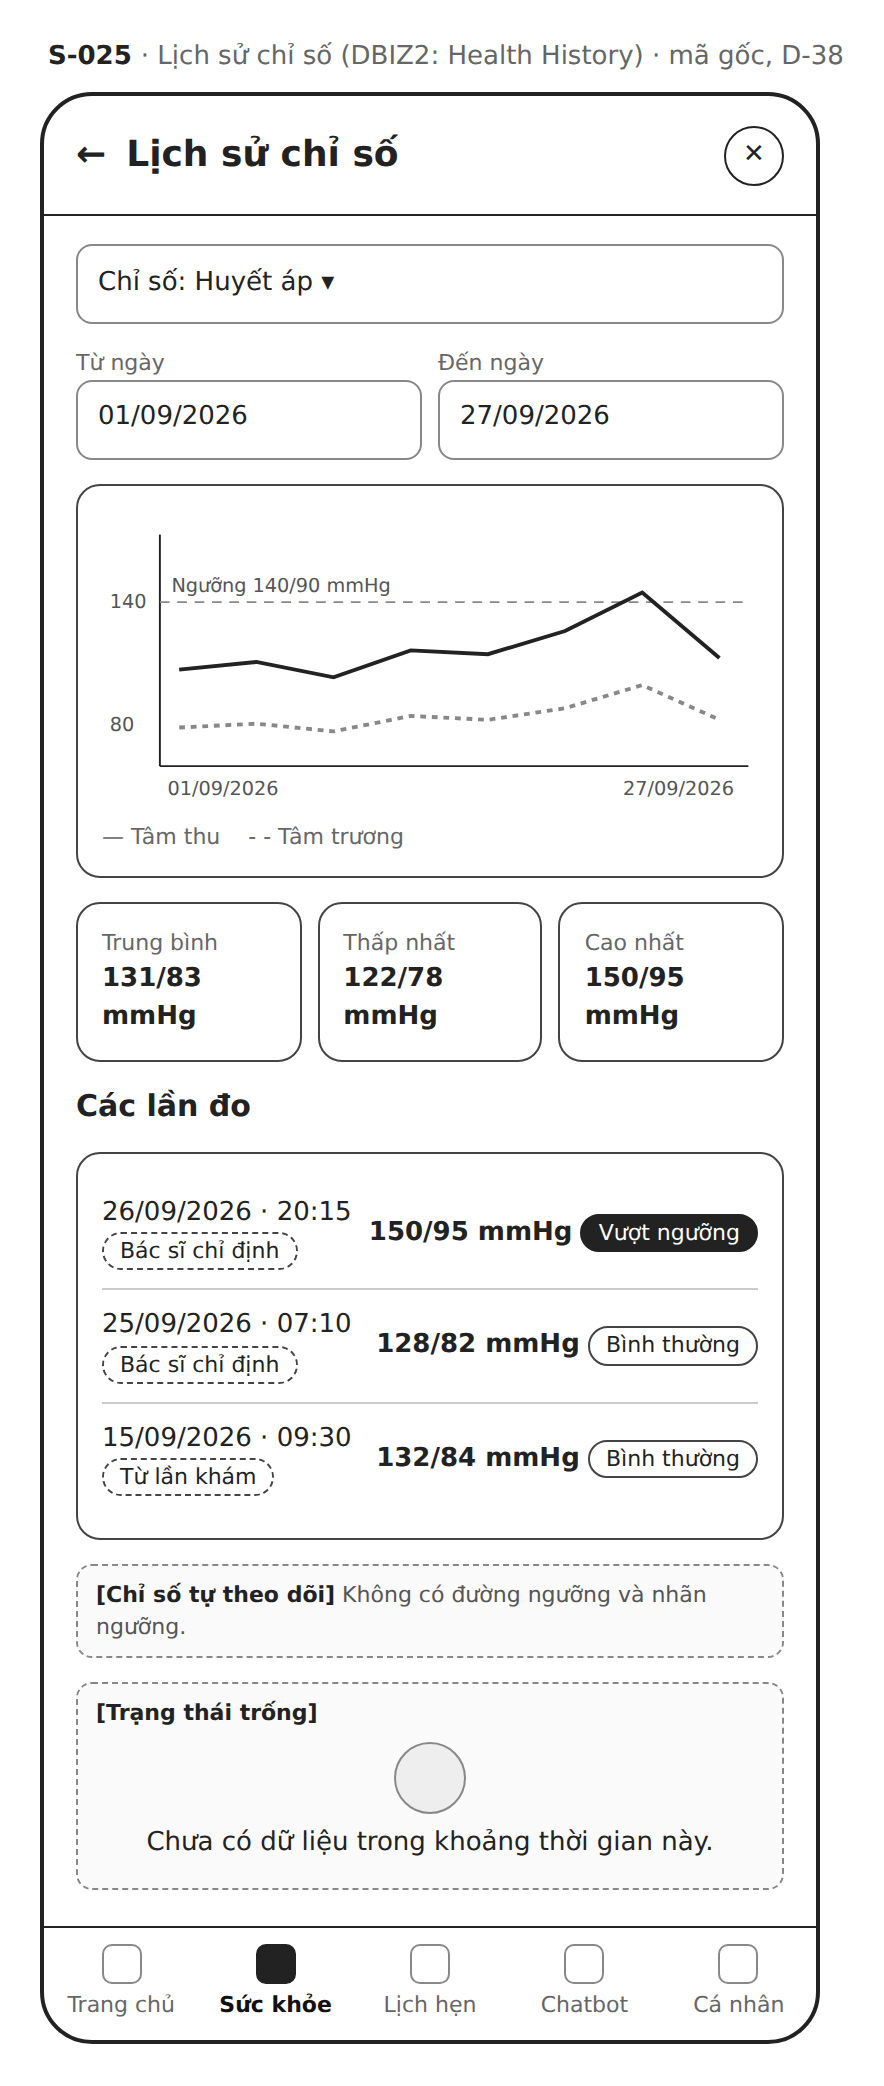 S-025 · Lịch sử chỉ số (DBIZ2: Health History) · mã gốc, D-38
← Lịch sử chỉ số ✕
Chỉ số: Huyết áp ▾
Từ ngày Đến ngày
01/09/2026 27/09/2026
Ngưỡng 140/90 mmHg
140
80
01/09/2026 27/09/2026
— Tâm thu - - Tâm trương
Trung bình Thấp nhất Cao nhất
131/83 122/78 150/95
mmHg mmHg mmHg
Các lần đo
26/09/2026 · 20:15
150/95 mmHg Vượt ngưỡng
Bác sĩ chỉ định
25/09/2026 · 07:10
128/82 mmHg Bình thường
Bác sĩ chỉ định
15/09/2026 · 09:30
132/84 mmHg Bình thường
Từ lần khám
[Chỉ số tự theo dõi] Không có đường ngưỡng và nhãn
ngưỡng.
[Trạng thái trống]
Chưa có dữ liệu trong khoảng thời gian này.
Trang chủ Sức khỏe Lịch hẹn Chatbot Cá nhân